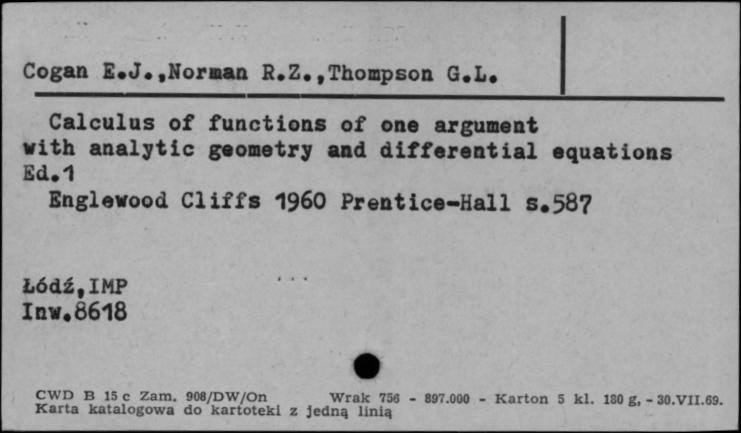 Cogan E.J.,Norman R.Z.,Thompson G.L.
Calculus of functions of one argument
with analytic geometry and differential equations
Ed.1
Englewood Cliffs 1960 Prentice-Hall s.587
Łódź,IMP
Inw.8618
CWD B 15 c Zam. 908/DW/On Wrak 756 - 897.000 - Karton 5 kl. 180 g. - 30.VII.69.
Karta katalogowa do kartoteki z jedną linią